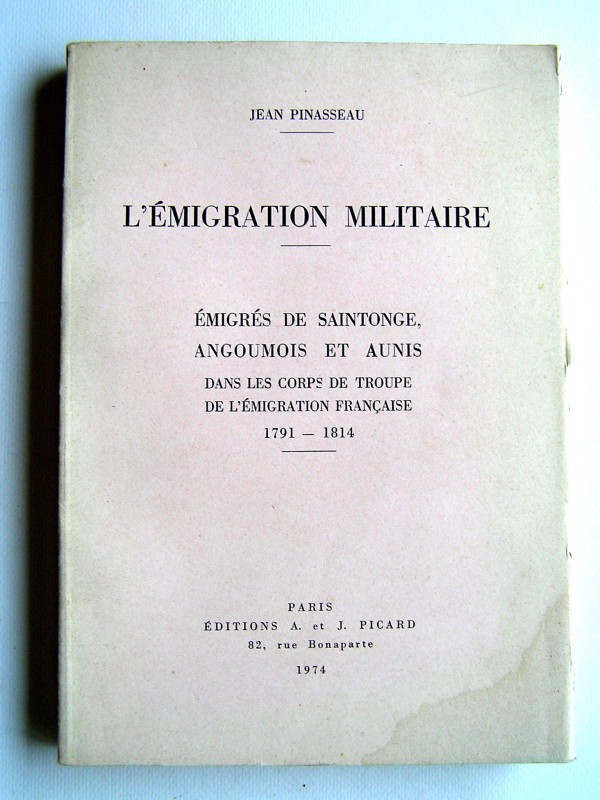 JEAN PINASSEAU
L'ÉMIGRATION MILITAIRE
ÉMIGRÉS DE SAINTONGE,
ANGOUMOIS ET AUNIS
DANS LES CORPS DE TROUPE
DE L'ÉMIGRATION FRANÇAISE
1791 — 1814
PARIS
ÉDITIONS A. et J. PICARD
82, rue Bonaparte
1974